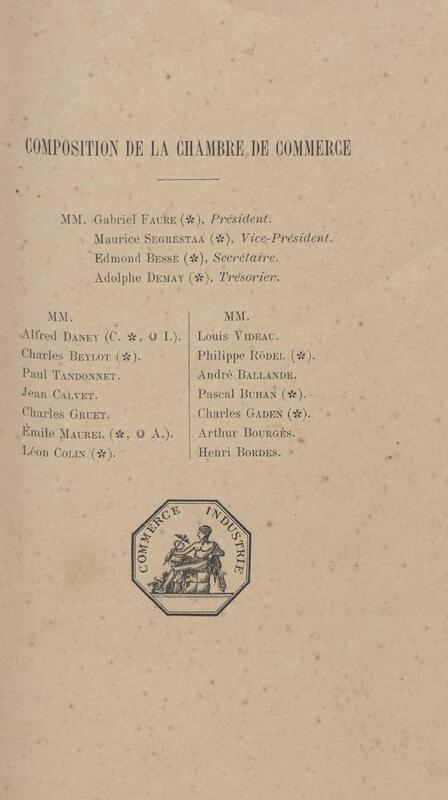 COMPOSITION DE LA CHAMBRE DE COMMERCE
MM. Gabriel FAURE (✻), Président.
Maurice SEGRESTAA (✻), Vice-Président.
Edmond BESSE (✻), Secrétaire.
Adolphe DEMAY (✻), Trésorier.
MM.
Alfred DANEY (C. ✻, O I.).
Charles BEYLOT (✻).
Paul TANDONNET.
Jean CALVET.
Charles GRUET.
Émile MAUREL (✻, O A.).
Léon COLIN (✻).
MM.
Louis VIDEAU.
Philippe RÖDEL (✻).
André BALLANDE.
Pascal BUHAN (✻).
Charles GADEN (✻).
Arthur BOURGÈS.
Henri BORDES.
COMMERCE INDUSTRIE